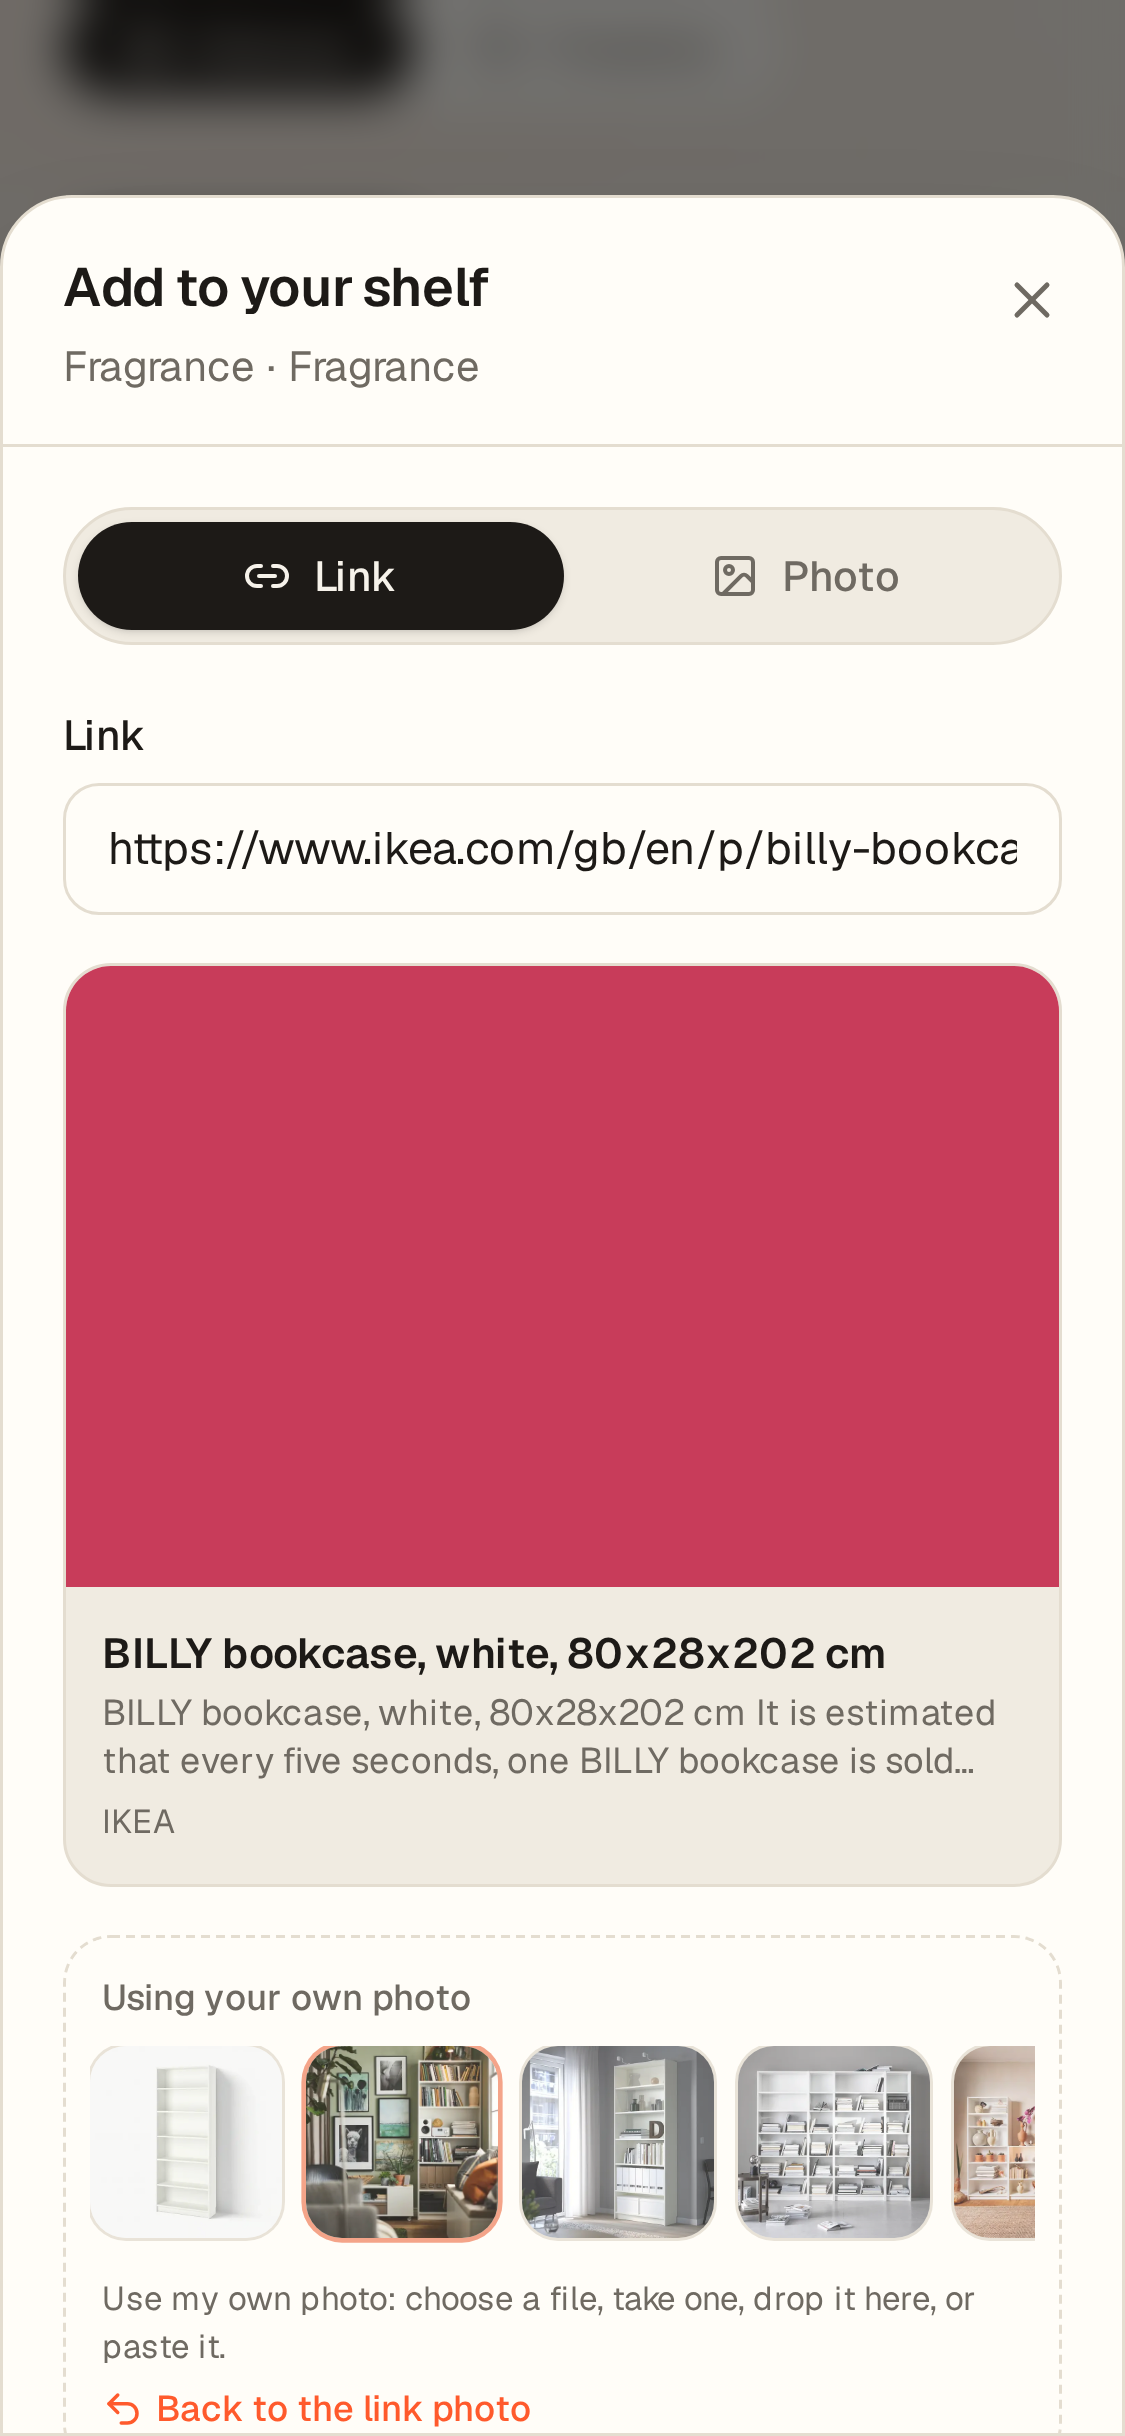 Add to your shelf
Fragrance · Fragrance
Link
Photo
Link
https://www.ikea.com/gb/en/p/billy-bookca
BILLY bookcase, white, 80x28x202 cm
BILLY bookcase, white, 80x28x202 cm It is estimated
that every five seconds, one BILLY bookcase is sold…
IKEA
Using your own photo
Use my own photo: choose a file, take one, drop it here, or
paste it.
Back to the link photo